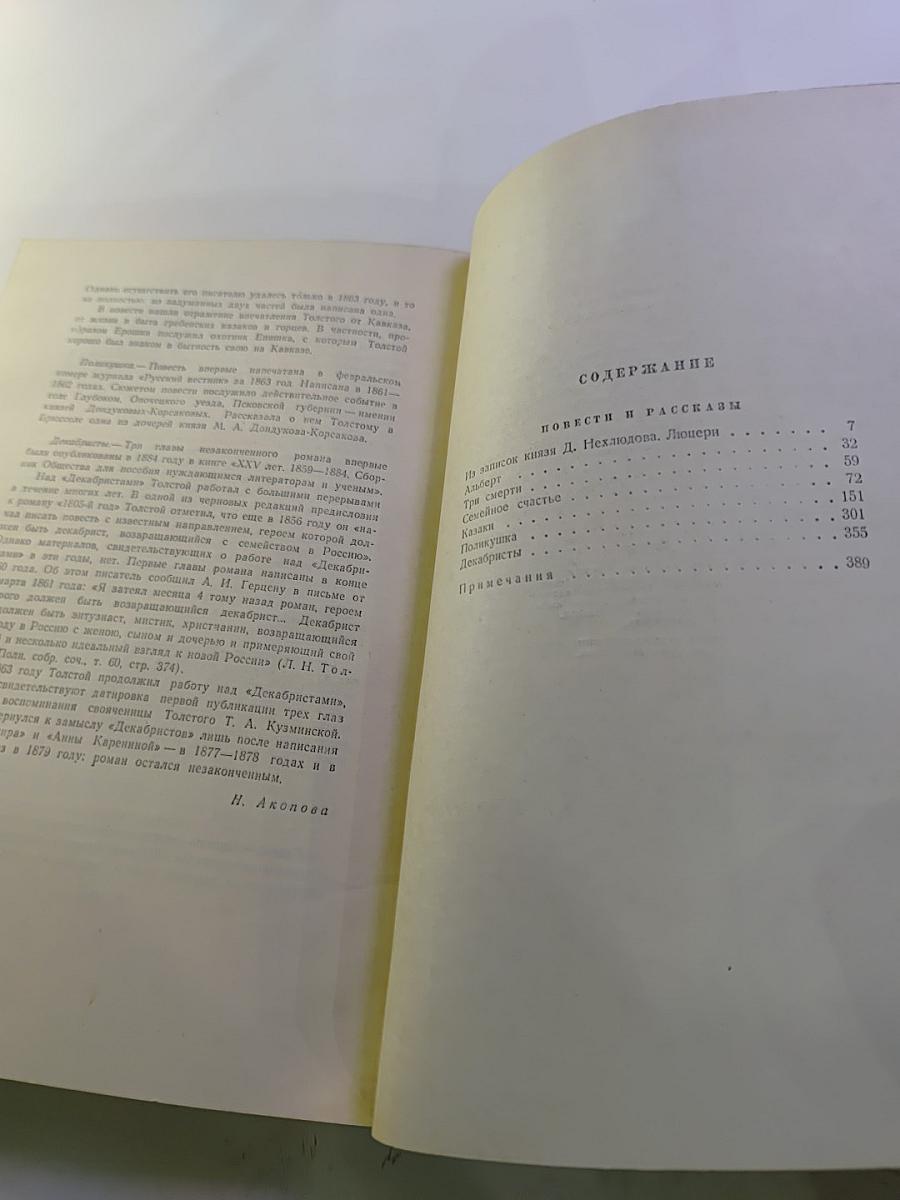 Однако осуществить его писателю удалось только в 1863 году, и то
не полностью: из задуманных двух частей была написана одна.
В повести нашли отражение впечатления Толстого от Кавказа,
от жизни и быта гребенских казаков и горцев. В частности, про-
образом Ерошки послужил охотник Епишка, с которым Толстой
хорошо был знаком в бытность свою на Кавказе.
Поликушка.— Повесть впервые напечатана в февральском
номере журнала «Русский вестник» за 1863 год. Написана в 1861—
1862 годах. Сюжетом повести послужило действительное событие в
селе Глубоком, Опочецкого уезда, Псковской губернии — имении
князей Дондуковых-Корсаковых. Рассказала о нем Толстому в
Брюсселе одна из дочерей князя М. А. Дондукова-Корсакова.
Декабристы.— Три главы незаконченного романа впервые
были опубликованы в 1884 году в книге «XXV лет. 1859—1884. Сбор-
ник Общества для пособия нуждающимся литераторам и ученым».
Над «Декабристами» Толстой работал с большими перерывами
в течение многих лет. В одной из черновых редакций предисловия
к роману «1805-й год» Толстой отметил, что еще в 1856 году он «на-
чал писать повесть с известным направлением, героем которой дол-
жен быть декабрист, возвращающийся с семейством в Россию».
Однако материалов, свидетельствующих о работе над «Декабри-
тами» в эти годы, нет. Первые главы романа написаны в конце
60 года. Об этом писатель сообщил А. И. Герцену в письме от
марта 1861 года: «Я затеял месяца 4 тому назад роман, героем
рого должен быть возвращающийся декабрист... Декабрист
должен быть энтузиаст, мистик, христианин, возвращающийся
оду в Россию с женою, сыном и дочерью и примеряющий свой
й и несколько идеальный взгляд к новой России» (Л. Н. Тол-
Полн. собр. соч., т. 60, стр. 374).
63 году Толстой продолжил работу над «Декабристами»,
свидетельствуют датировка первой публикации трех глав
воспоминания свояченицы Толстого Т. А. Кузминской.
ернулся к замыслу «Декабристов» лишь после написания
ира» и «Анны Карениной» — в 1877—1878 годах и в
з в 1879 году; роман остался незаконченным.
Н. Акопова
СОДЕРЖАНИЕ
ПОВЕСТИ И РАССКАЗЫ
Из записок князя Д. Нехлюдова. Люцерн . . . . . . . 7
Альберт . . . . . . . . . . . . . . 32
Три смерти . . . . . . . . . . . . . 59
Семейное счастье . . . . . . . . . . . . 72
Казаки . . . . . . . . . . . . . . 151
Поликушка . . . . . . . . . . . . . 301
Декабристы . . . . . . . . . . . . . 355
Примечания . . . . . . . . . . . . . 389